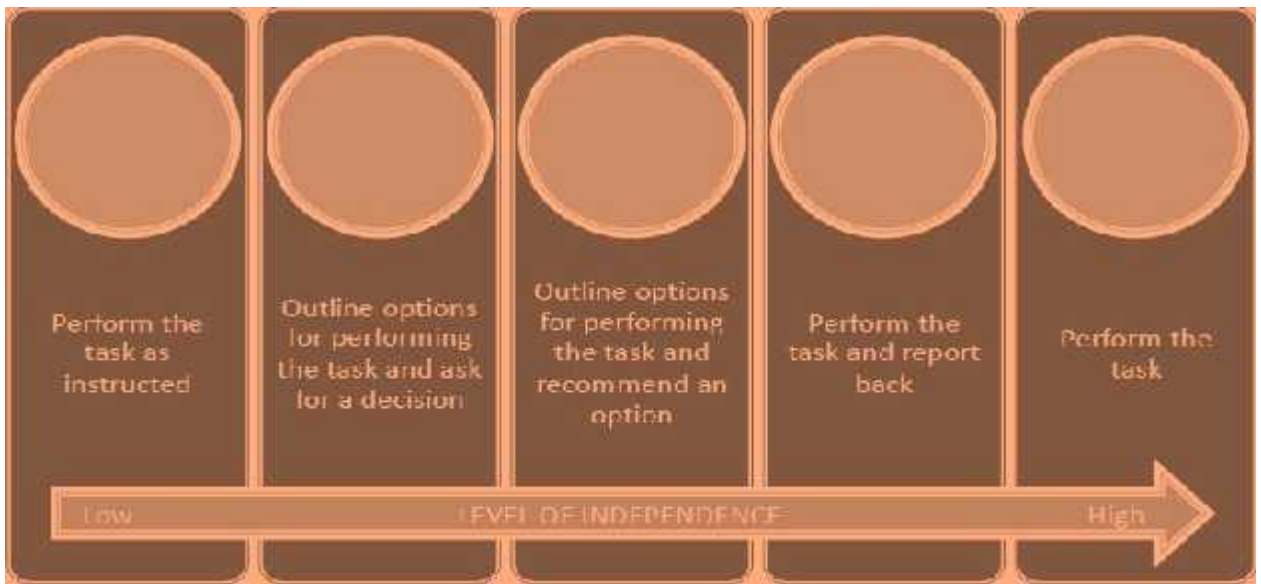 Perform the
task as
instructed
Outline options
for performing
the task and ask
for a decision
Outline options
for performing
the task and
recommend an
option
Perform the
task and report
back
Perform the
task
Low
LEVEL OF INDEPENDENCE
High